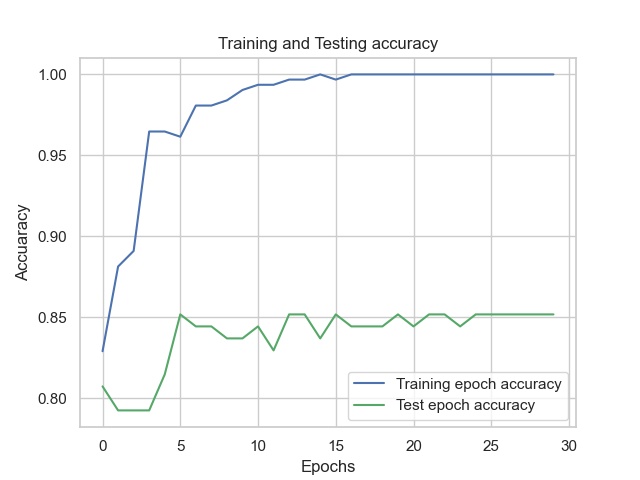 Training and Testing accuracy
1.00
0.95
0.90
0.85
0.80
Accuaracy
0 5 10 15 20 25 30
Epochs
Training epoch accuracy
Test epoch accuracy